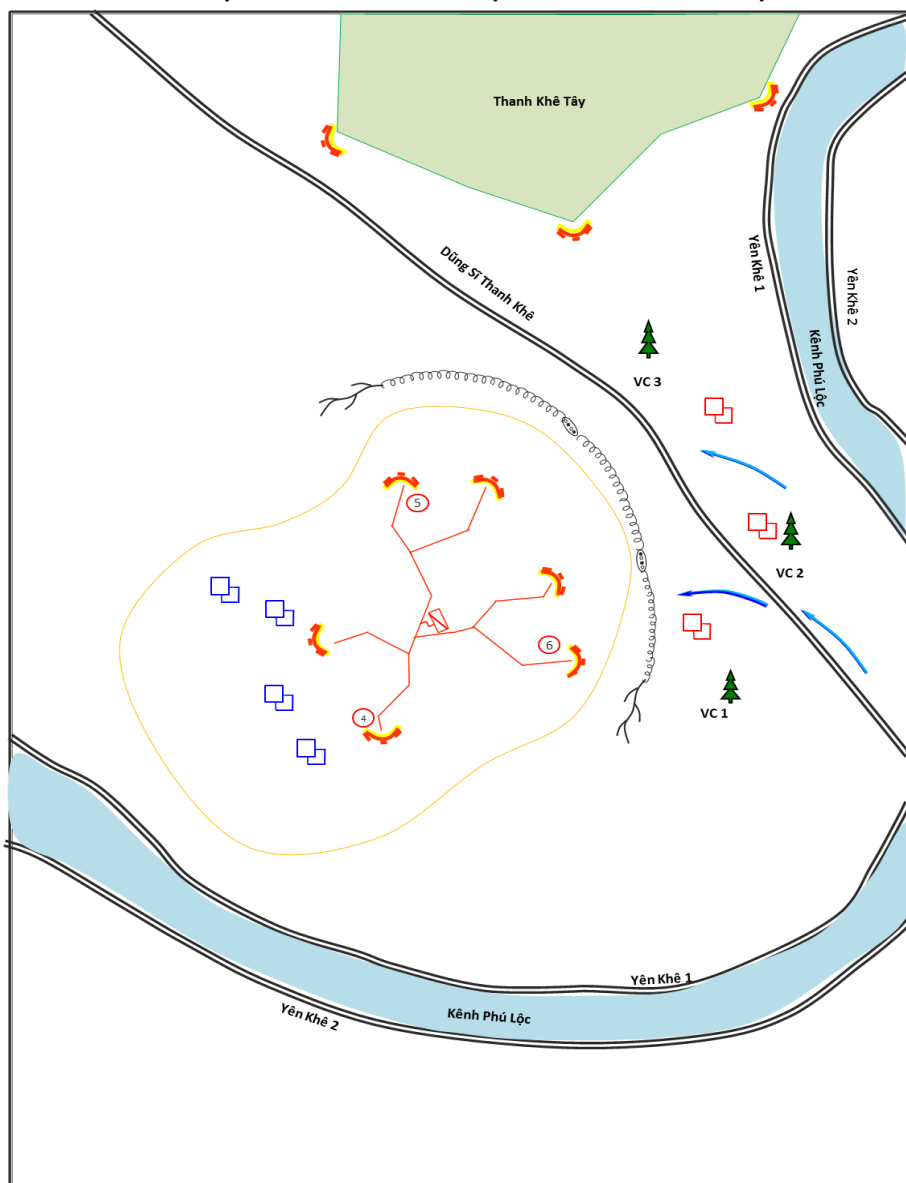 Thanh Khê Tây
Yên Khê 1
Yên Khê 2
Dũng Sĩ Thanh Khê
Kênh Phú Lộc
VC 3
5
VC 2
6
4
VC 1
Yên Khê 1
Yên Khê 2
Kênh Phú Lộc